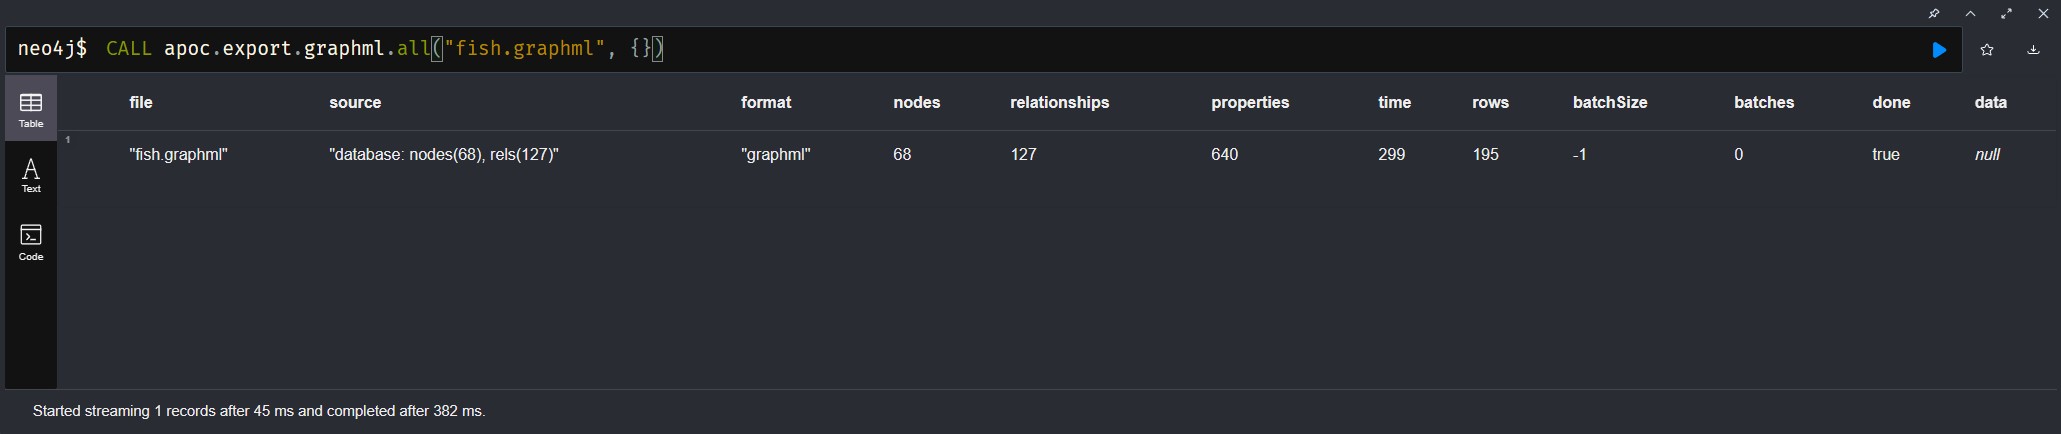 neo4j$ CALL apoc.export.graphml.all("fish.graphml", {})
Table
Text
Code
file source format nodes relationships properties time rows batchSize batches done data
1 "fish.graphml" "database: nodes(68), rels(127)" "graphml" 68 127 640 299 195 -1 0 true null
Started streaming 1 records after 45 ms and completed after 382 ms.